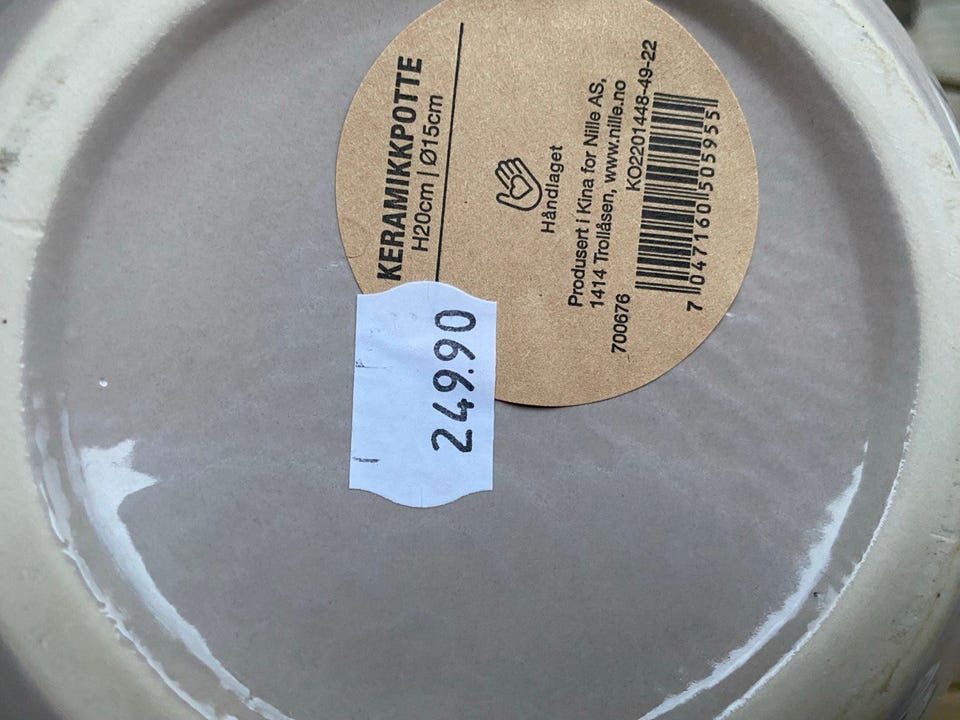 KERAMIKKPOTTE
H20cm | Ø15cm
Håndlaget
Produsert i Kina for Nille AS,
1414 Trollåsen, www.nille.no
700676
KO2201448-49-22
7 047160 505955
249.90